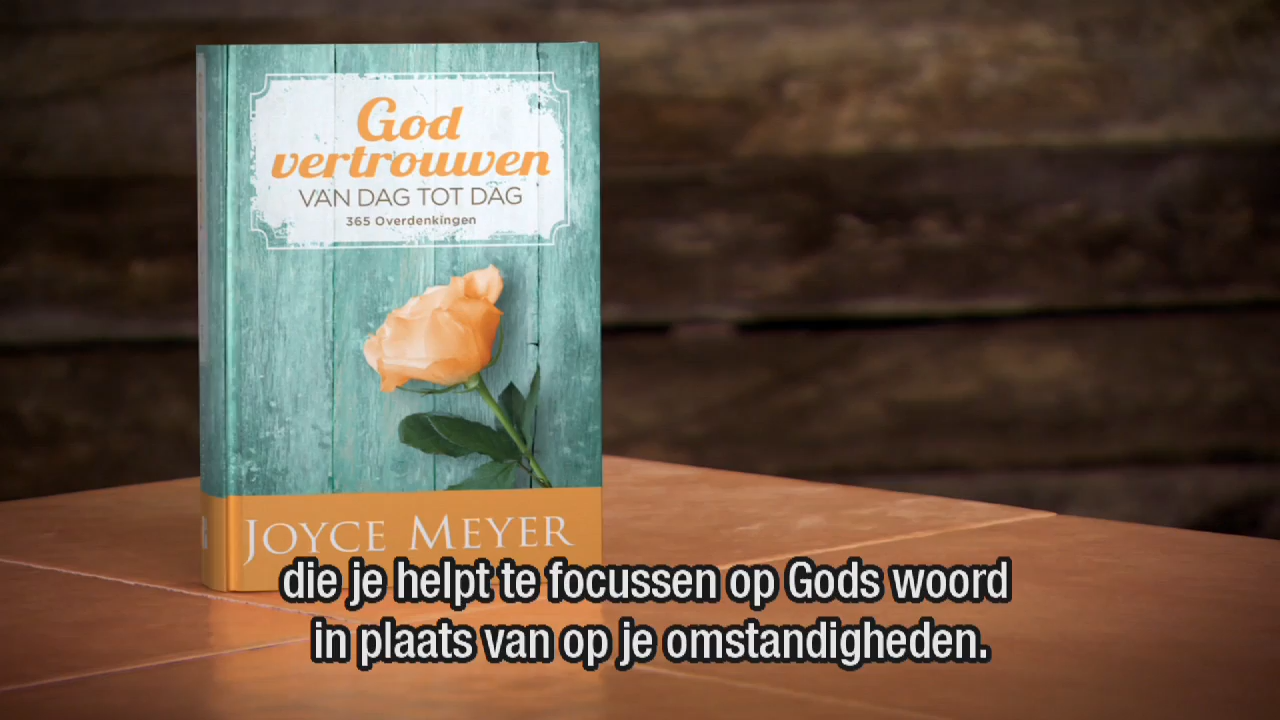 God
vertrouwen
VAN DAG TOT DAG
365 Overdenkingen
JOYCE MEYER
die je helpt te focussen op Gods woord
in plaats van op je omstandigheden.